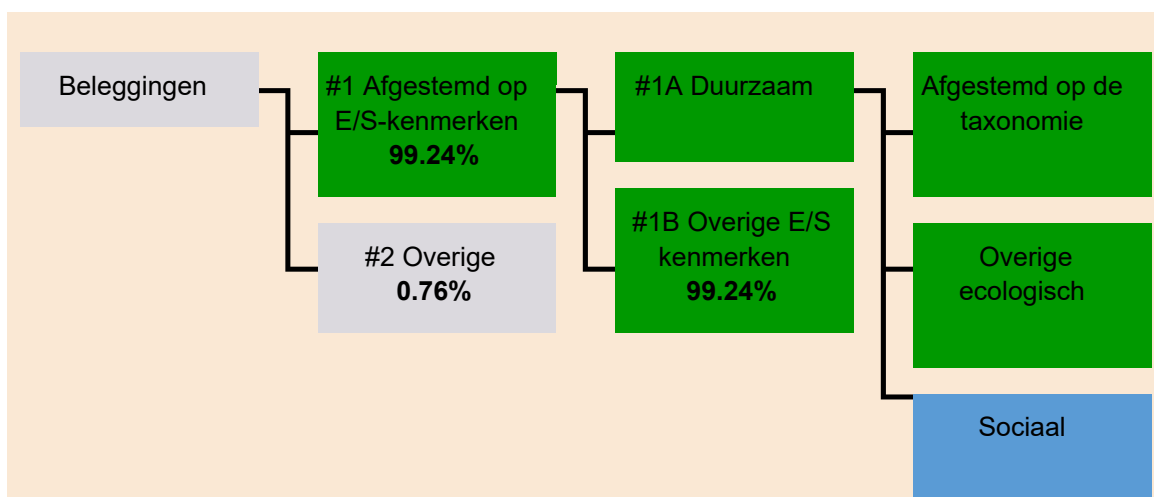 Beleggingen
#1 Afgestemd op
E/S-kenmerken
99.24%
#2 Overige
0.76%
#1A Duurzaam
#1B Overige E/S
kenmerken
99.24%
Afgestemd op de
taxonomie
Overige
ecologisch
Sociaal